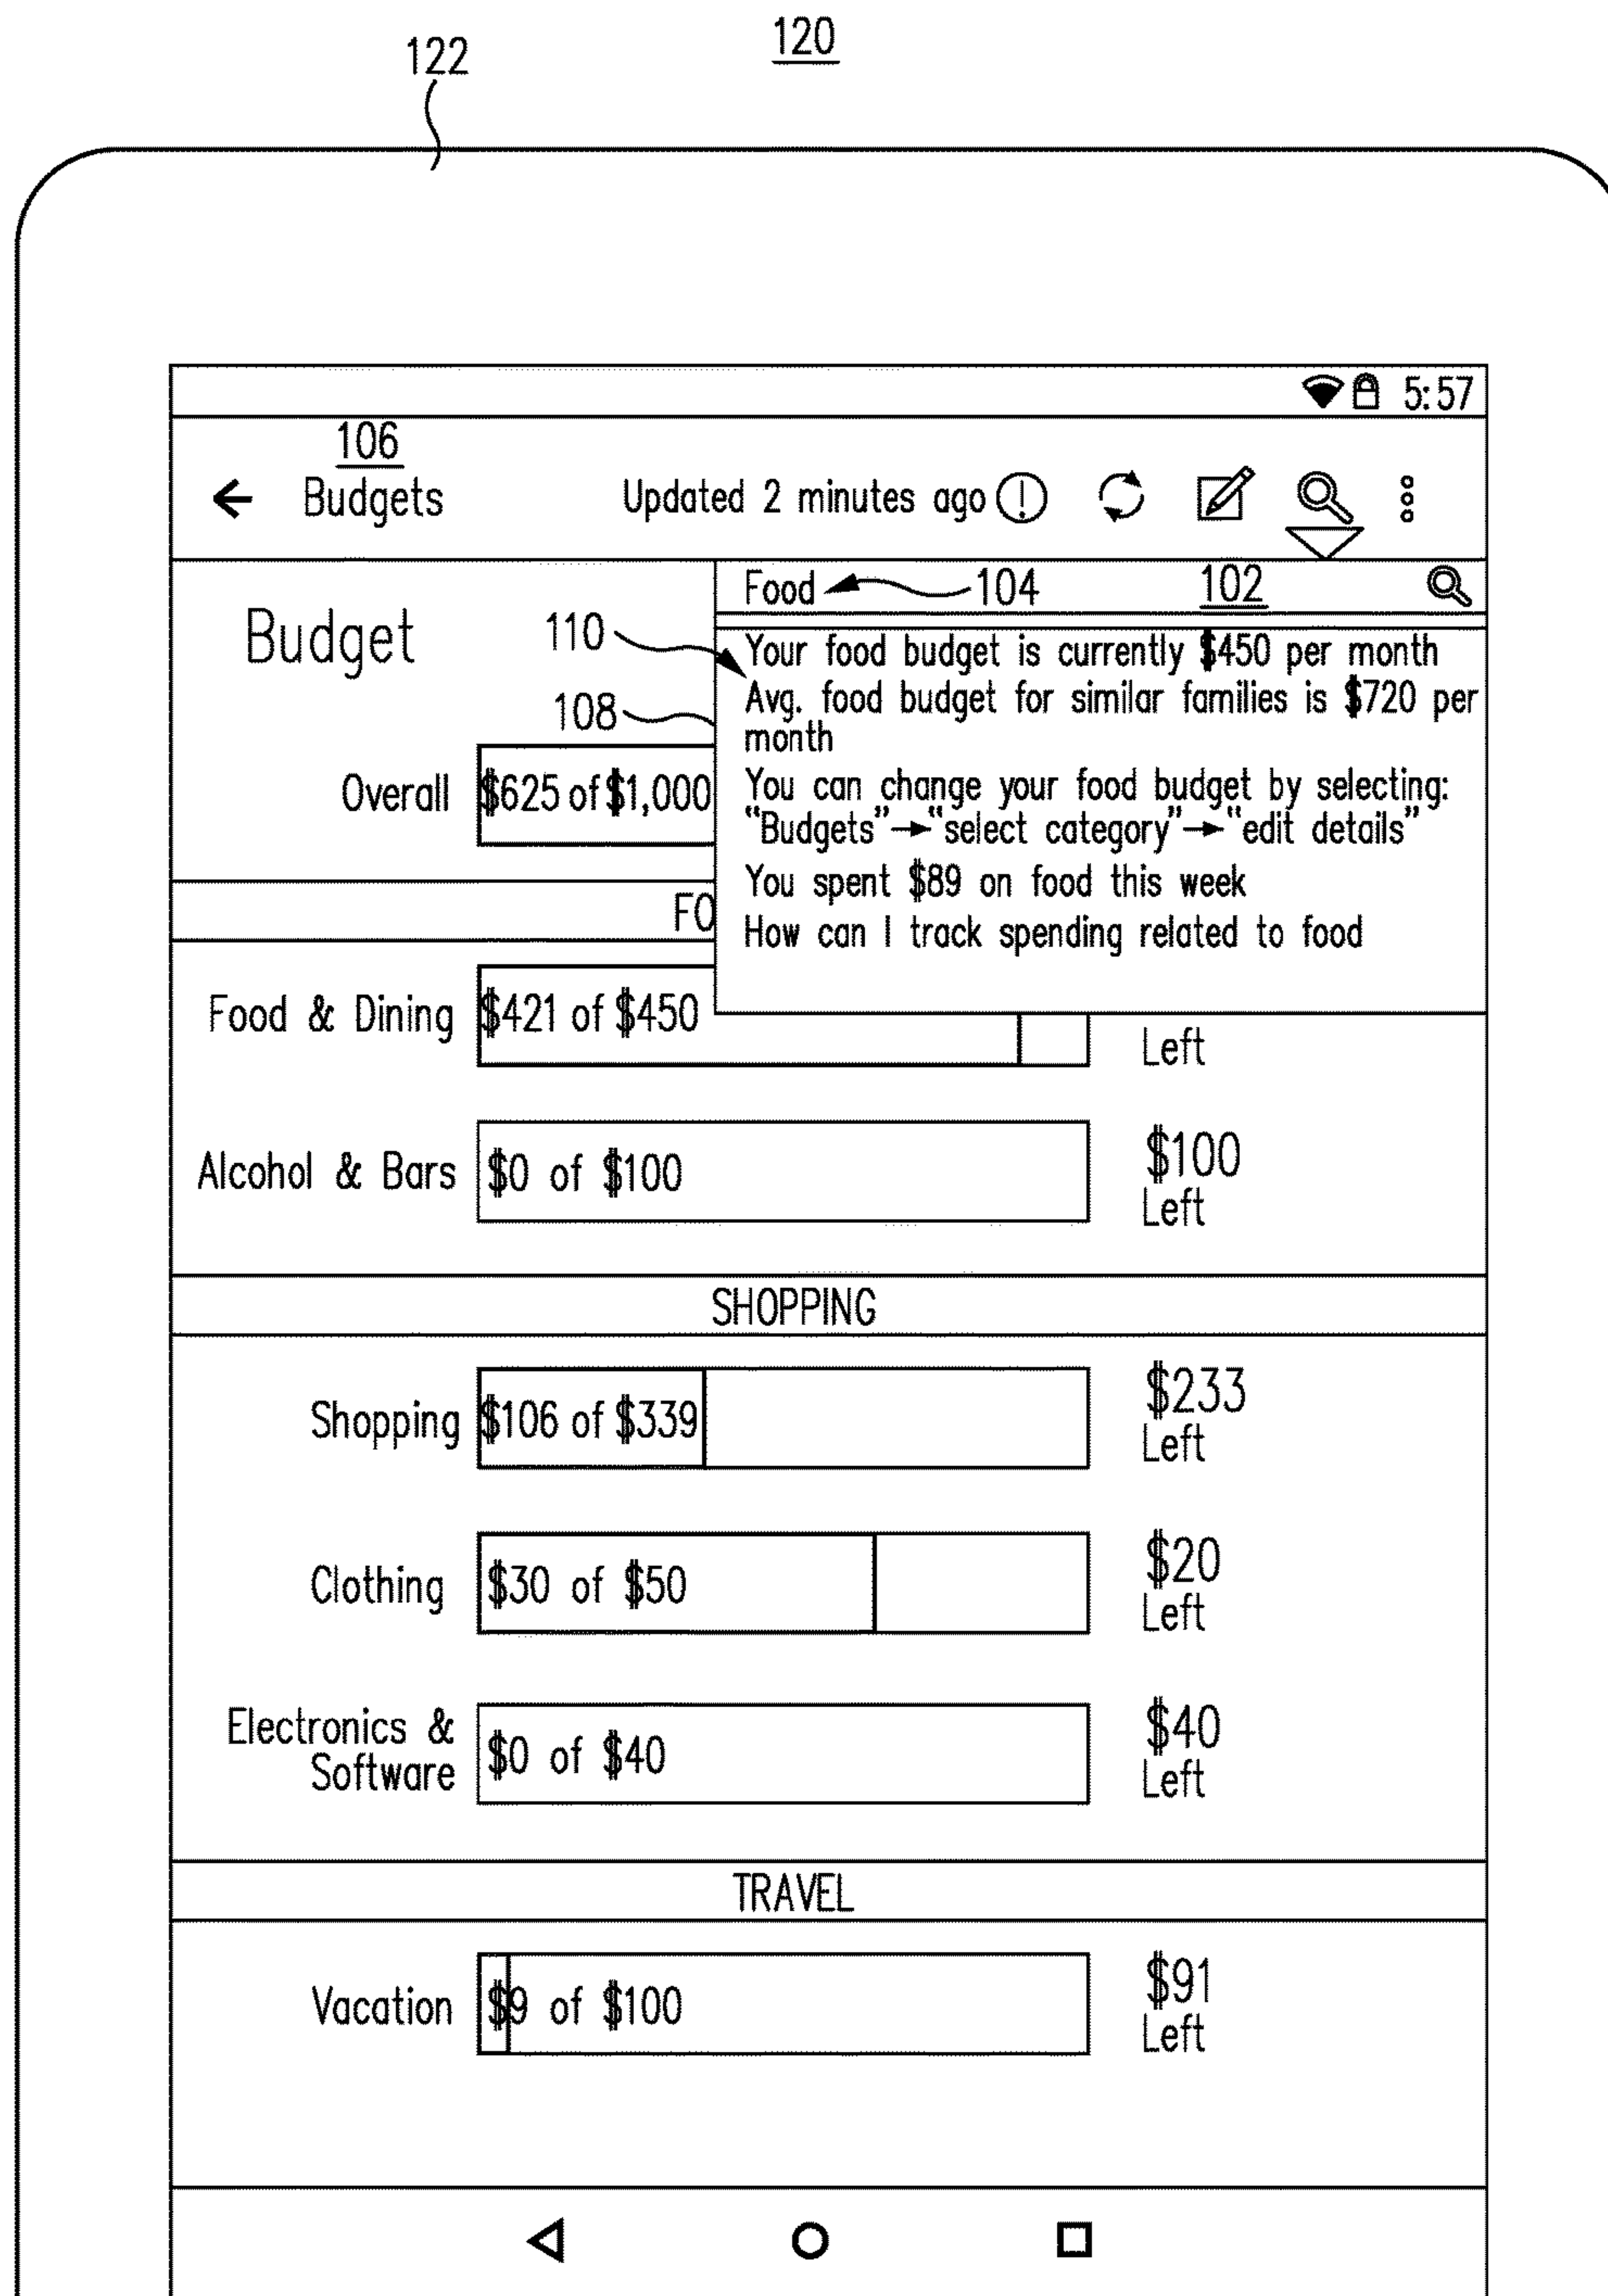 120
122
5:57
106
← Budgets
Updated 2 minutes ago
Food
104
102
Budget
110
108
Your food budget is currently $450 per month
Avg. food budget for similar families is $720 per
month
You can change your food budget by selecting:
“Budgets”→“select category”→“edit details”
You spent $89 on food this week
How can I track spending related to food
Overall
$625 of $1,000
FO
Food & Dining
$421 of $450
Left
Alcohol & Bars
$0 of $100
$100
Left
SHOPPING
Shopping
$106 of $339
$233
Left
Clothing
$30 of $50
$20
Left
Electronics &
Software
$0 of $40
$40
Left
TRAVEL
Vacation
$9 of $100
$91
Left